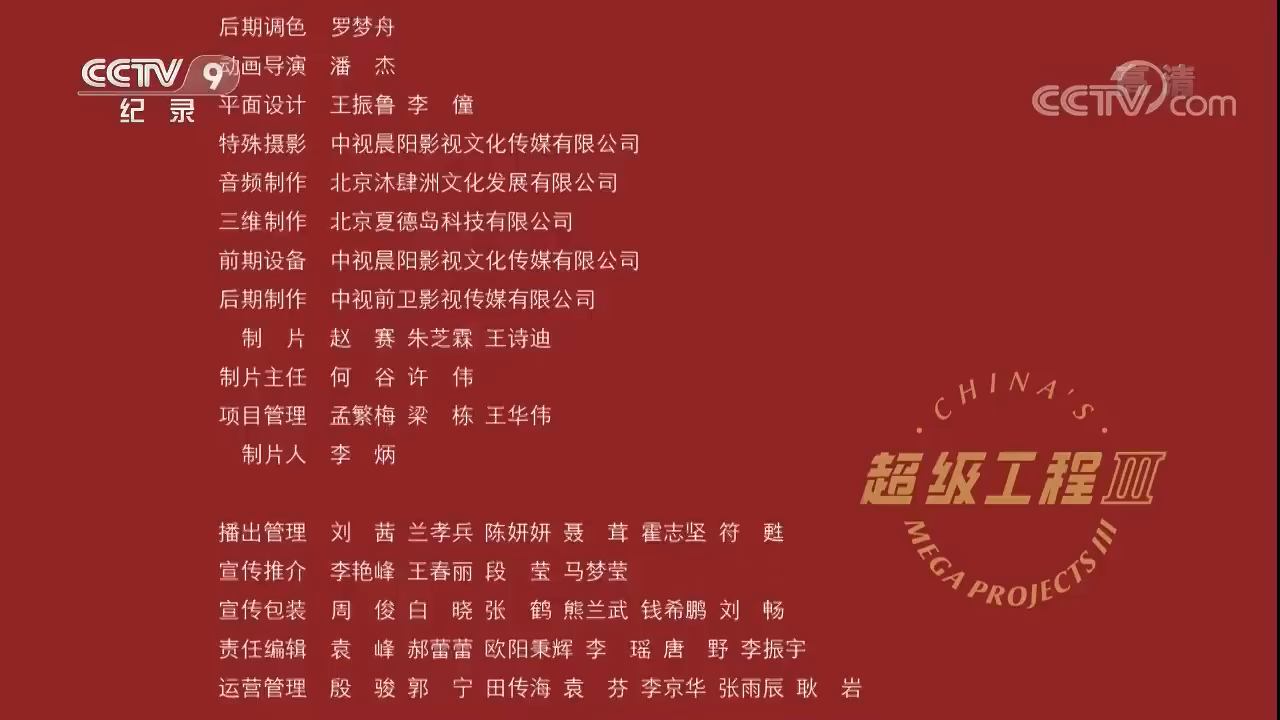 后期调色 罗梦舟
动画导演 潘 杰
CCTV 9
纪 录
高清
CCTV.com
平面设计 王振鲁 李 僮
特殊摄影 中视晨阳影视文化传媒有限公司
音频制作 北京沐肆洲文化发展有限公司
三维制作 北京夏德岛科技有限公司
前期设备 中视晨阳影视文化传媒有限公司
后期制作 中视前卫影视传媒有限公司
制 片 赵 赛 朱芝霖 王诗迪
制片主任 何 谷 许 伟
项目管理 孟繁梅 梁 栋 王华伟
制片人 李 炳
CHINA'S
超级工程III
MEGA PROJECTS III
播出管理 刘 茜 兰孝兵 陈妍妍 聂 茸 霍志坚 符 甦
宣传推介 李艳峰 王春丽 段 莹 马梦莹
宣传包装 周 俊 白 晓 张 鹤 熊兰武 钱希鹏 刘 畅
责任编辑 袁 峰 郝蕾蕾 欧阳秉辉 李 瑶 唐 野 李振宇
运营管理 殷 骏 郭 宁 田传海 袁 芬 李京华 张雨辰 耿 岩